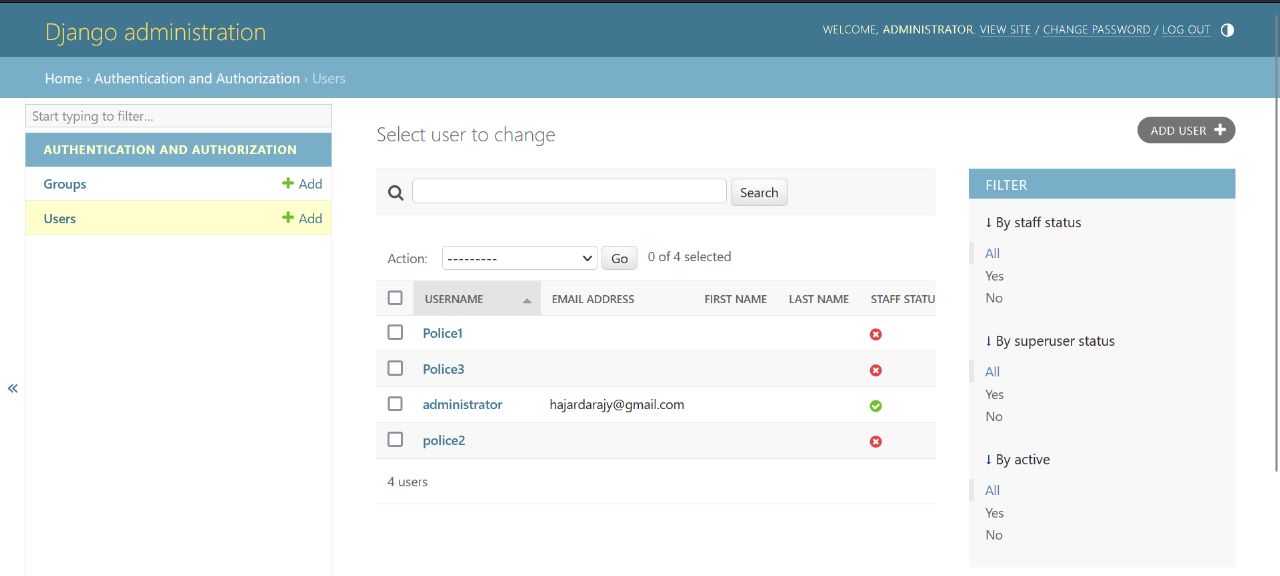 Django administration
WELCOME, ADMINISTRATOR. VIEW SITE / CHANGE PASSWORD / LOG OUT
Home › Authentication and Authorization › Users
Start typing to filter...
AUTHENTICATION AND AUTHORIZATION
Groups + Add
Users + Add
«
Select user to change
ADD USER +
Search
Action: --------- Go 0 of 4 selected
USERNAME EMAIL ADDRESS FIRST NAME LAST NAME STAFF STATU
Police1
Police3
administrator hajardarajy@gmail.com
police2
4 users
FILTER
↓ By staff status
All
Yes
No
↓ By superuser status
All
Yes
No
↓ By active
All
Yes
No